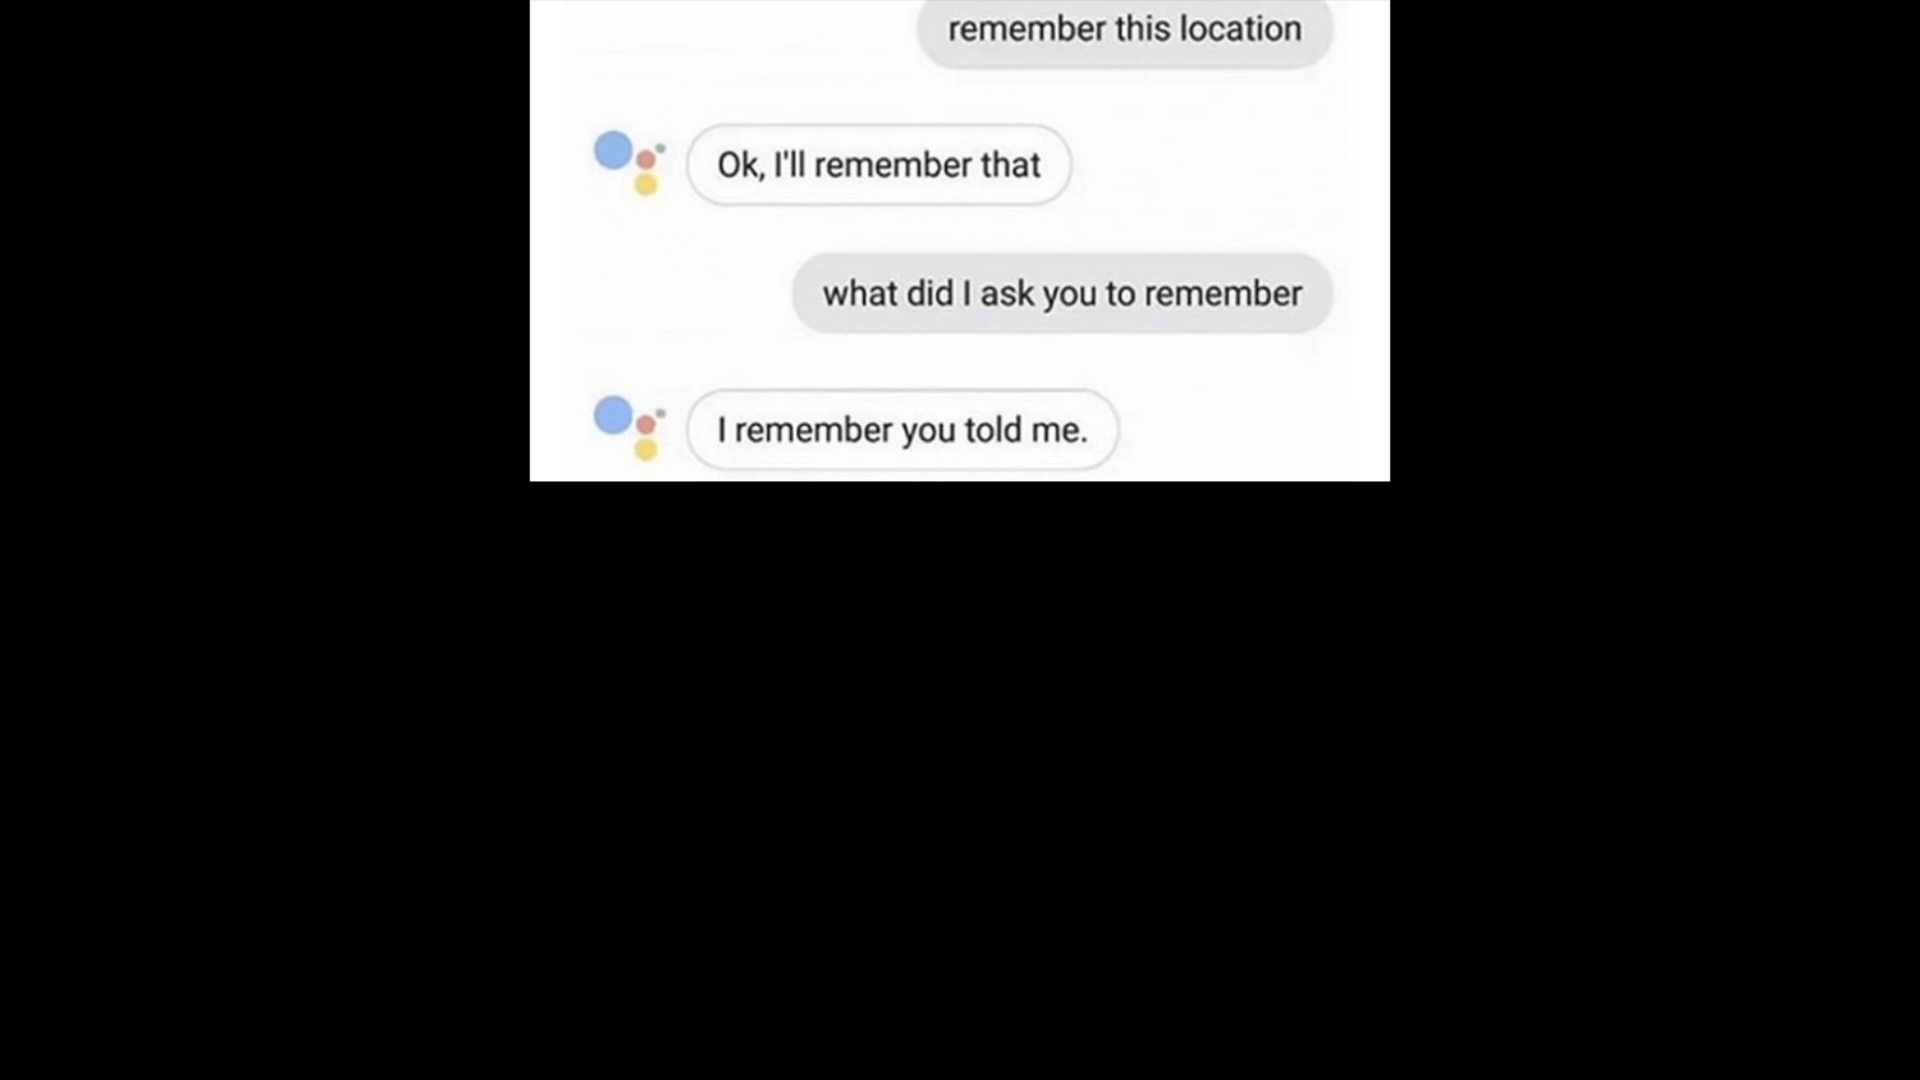 remember this location
Ok, I'll remember that
what did I ask you to remember
I remember you told me.